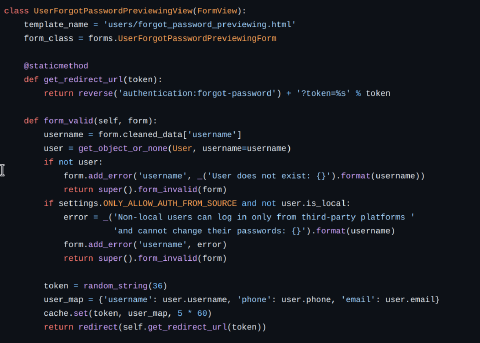 class UserForgotPasswordPreviewingView(FormView):
    template_name = 'users/forgot_password_previewing.html'
    form_class = forms.UserForgotPasswordPreviewingForm

    @staticmethod
    def get_redirect_url(token):
        return reverse('authentication:forgot-password') + '?token=%s' % token

    def form_valid(self, form):
        username = form.cleaned_data['username']
        user = get_object_or_none(User, username=username)
        if not user:
            form.add_error('username', _('User does not exist: {}').format(username))
            return super().form_invalid(form)
        if settings.ONLY_ALLOW_AUTH_FROM_SOURCE and not user.is_local:
            error = _('Non-local users can log in only from third-party platforms '
                      'and cannot change their passwords: {}').format(username)
            form.add_error('username', error)
            return super().form_invalid(form)

        token = random_string(36)
        user_map = {'username': user.username, 'phone': user.phone, 'email': user.email}
        cache.set(token, user_map, 5 * 60)
        return redirect(self.get_redirect_url(token))